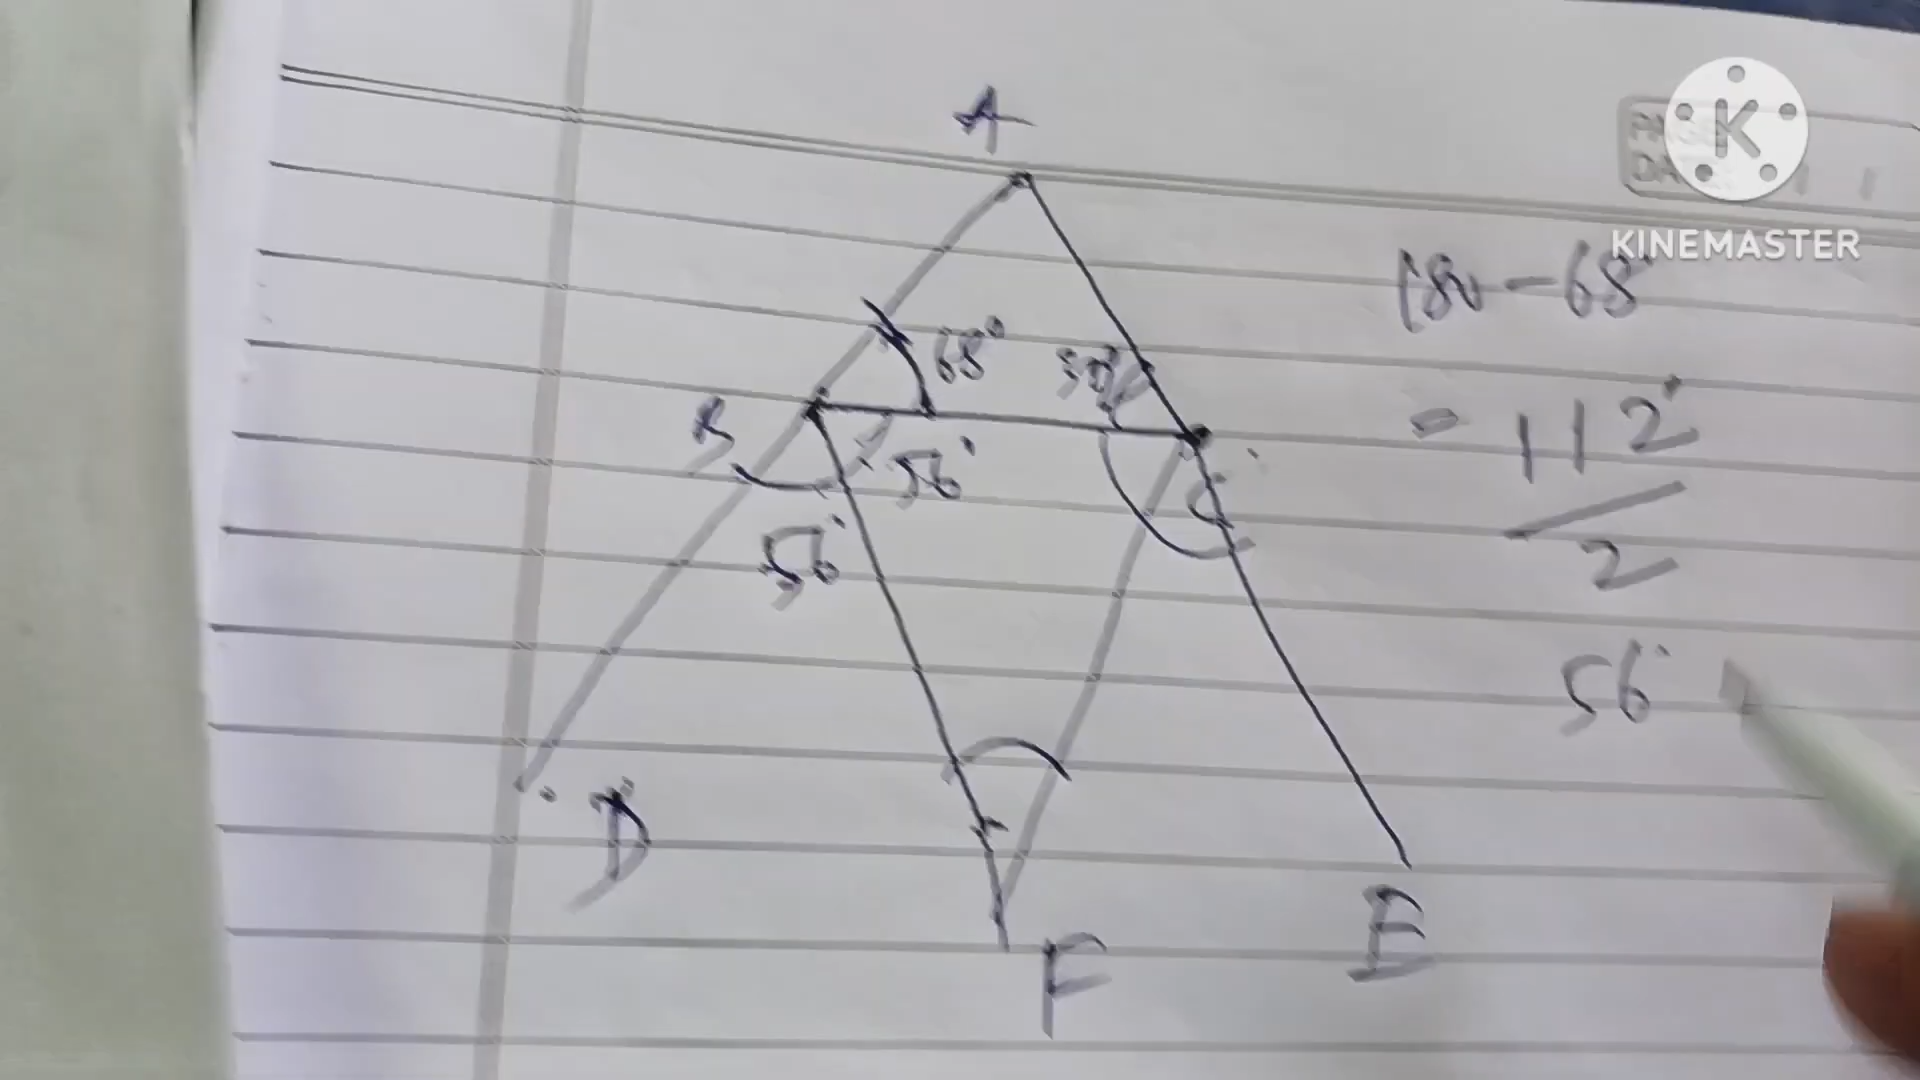 A
KINEMASTER
180-68°
68°
= 112°
B
56°
C
2
56°
56°
D
E
F